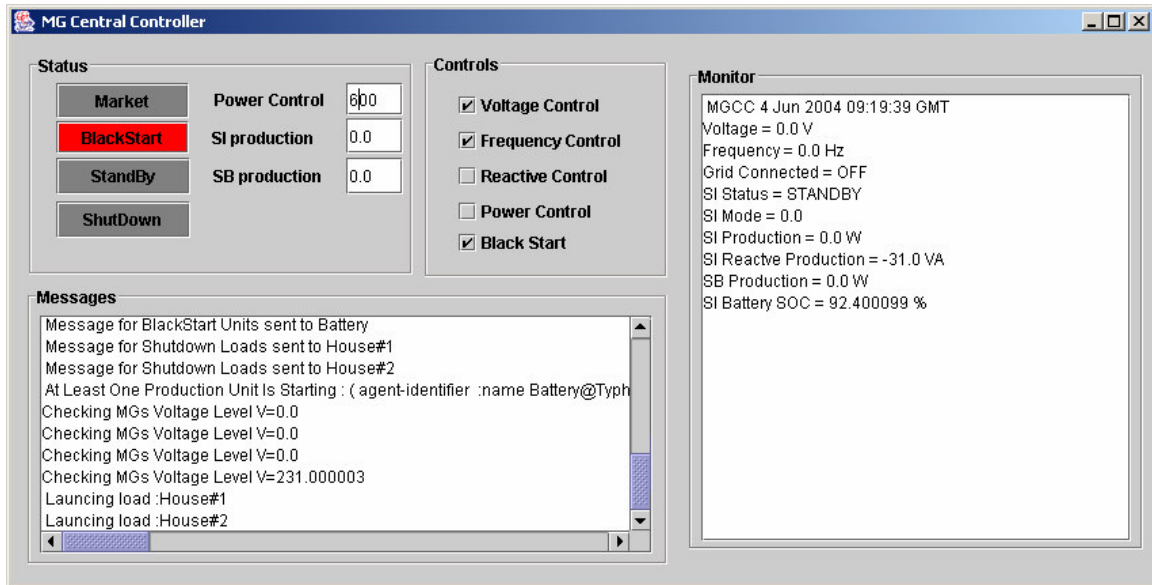 MG Central Controller
Status
Market
Power Control 600
BlackStart
SI production 0.0
StandBy
SB production 0.0
ShutDown
Controls
Voltage Control
Frequency Control
Reactive Control
Power Control
Black Start
Messages
Message for BlackStart Units sent to Battery
Message for Shutdown Loads sent to House#1
Message for Shutdown Loads sent to House#2
At Least One Production Unit Is Starting : ( agent-identifier :name Battery@Typh
Checking MGs Voltage Level V=0.0
Checking MGs Voltage Level V=0.0
Checking MGs Voltage Level V=0.0
Checking MGs Voltage Level V=231.000003
Launcing load :House#1
Launcing load :House#2
Monitor
MGCC 4 Jun 2004 09:19:39 GMT
Voltage = 0.0 V
Frequency = 0.0 Hz
Grid Connected = OFF
SI Status = STANDBY
SI Mode = 0.0
SI Production = 0.0 W
SI Reactve Production = -31.0 VA
SB Production = 0.0 W
SI Battery SOC = 92.400099 %